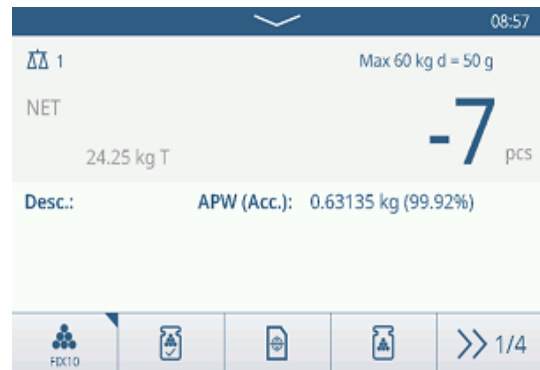 08:57
1
Max 60 kg d = 50 g
NET
-7
pcs
24.25 kg T
Desc.: APW (Acc.): 0.63135 kg (99.92%)
FIX10
1/4